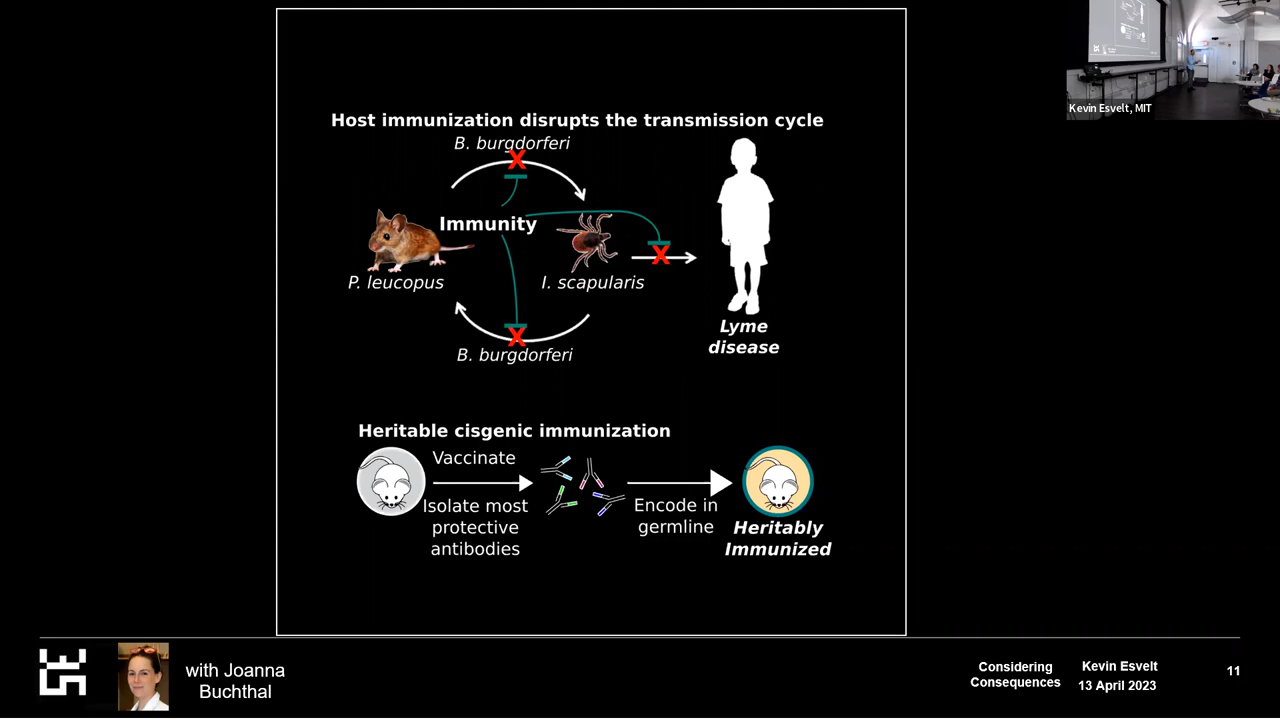 Kevin Esvelt, MIT
Host immunization disrupts the transmission cycle
B. burgdorferi
X
Immunity
X
P. leucopus
I. scapularis
X
B. burgdorferi
Lyme
disease
Heritable cisgenic immunization
Vaccinate
Isolate most
protective
antibodies
Encode in
germline
Heritably
Immunized
with Joanna
Buchthal
Considering
Consequences
Kevin Esvelt
13 April 2023
11